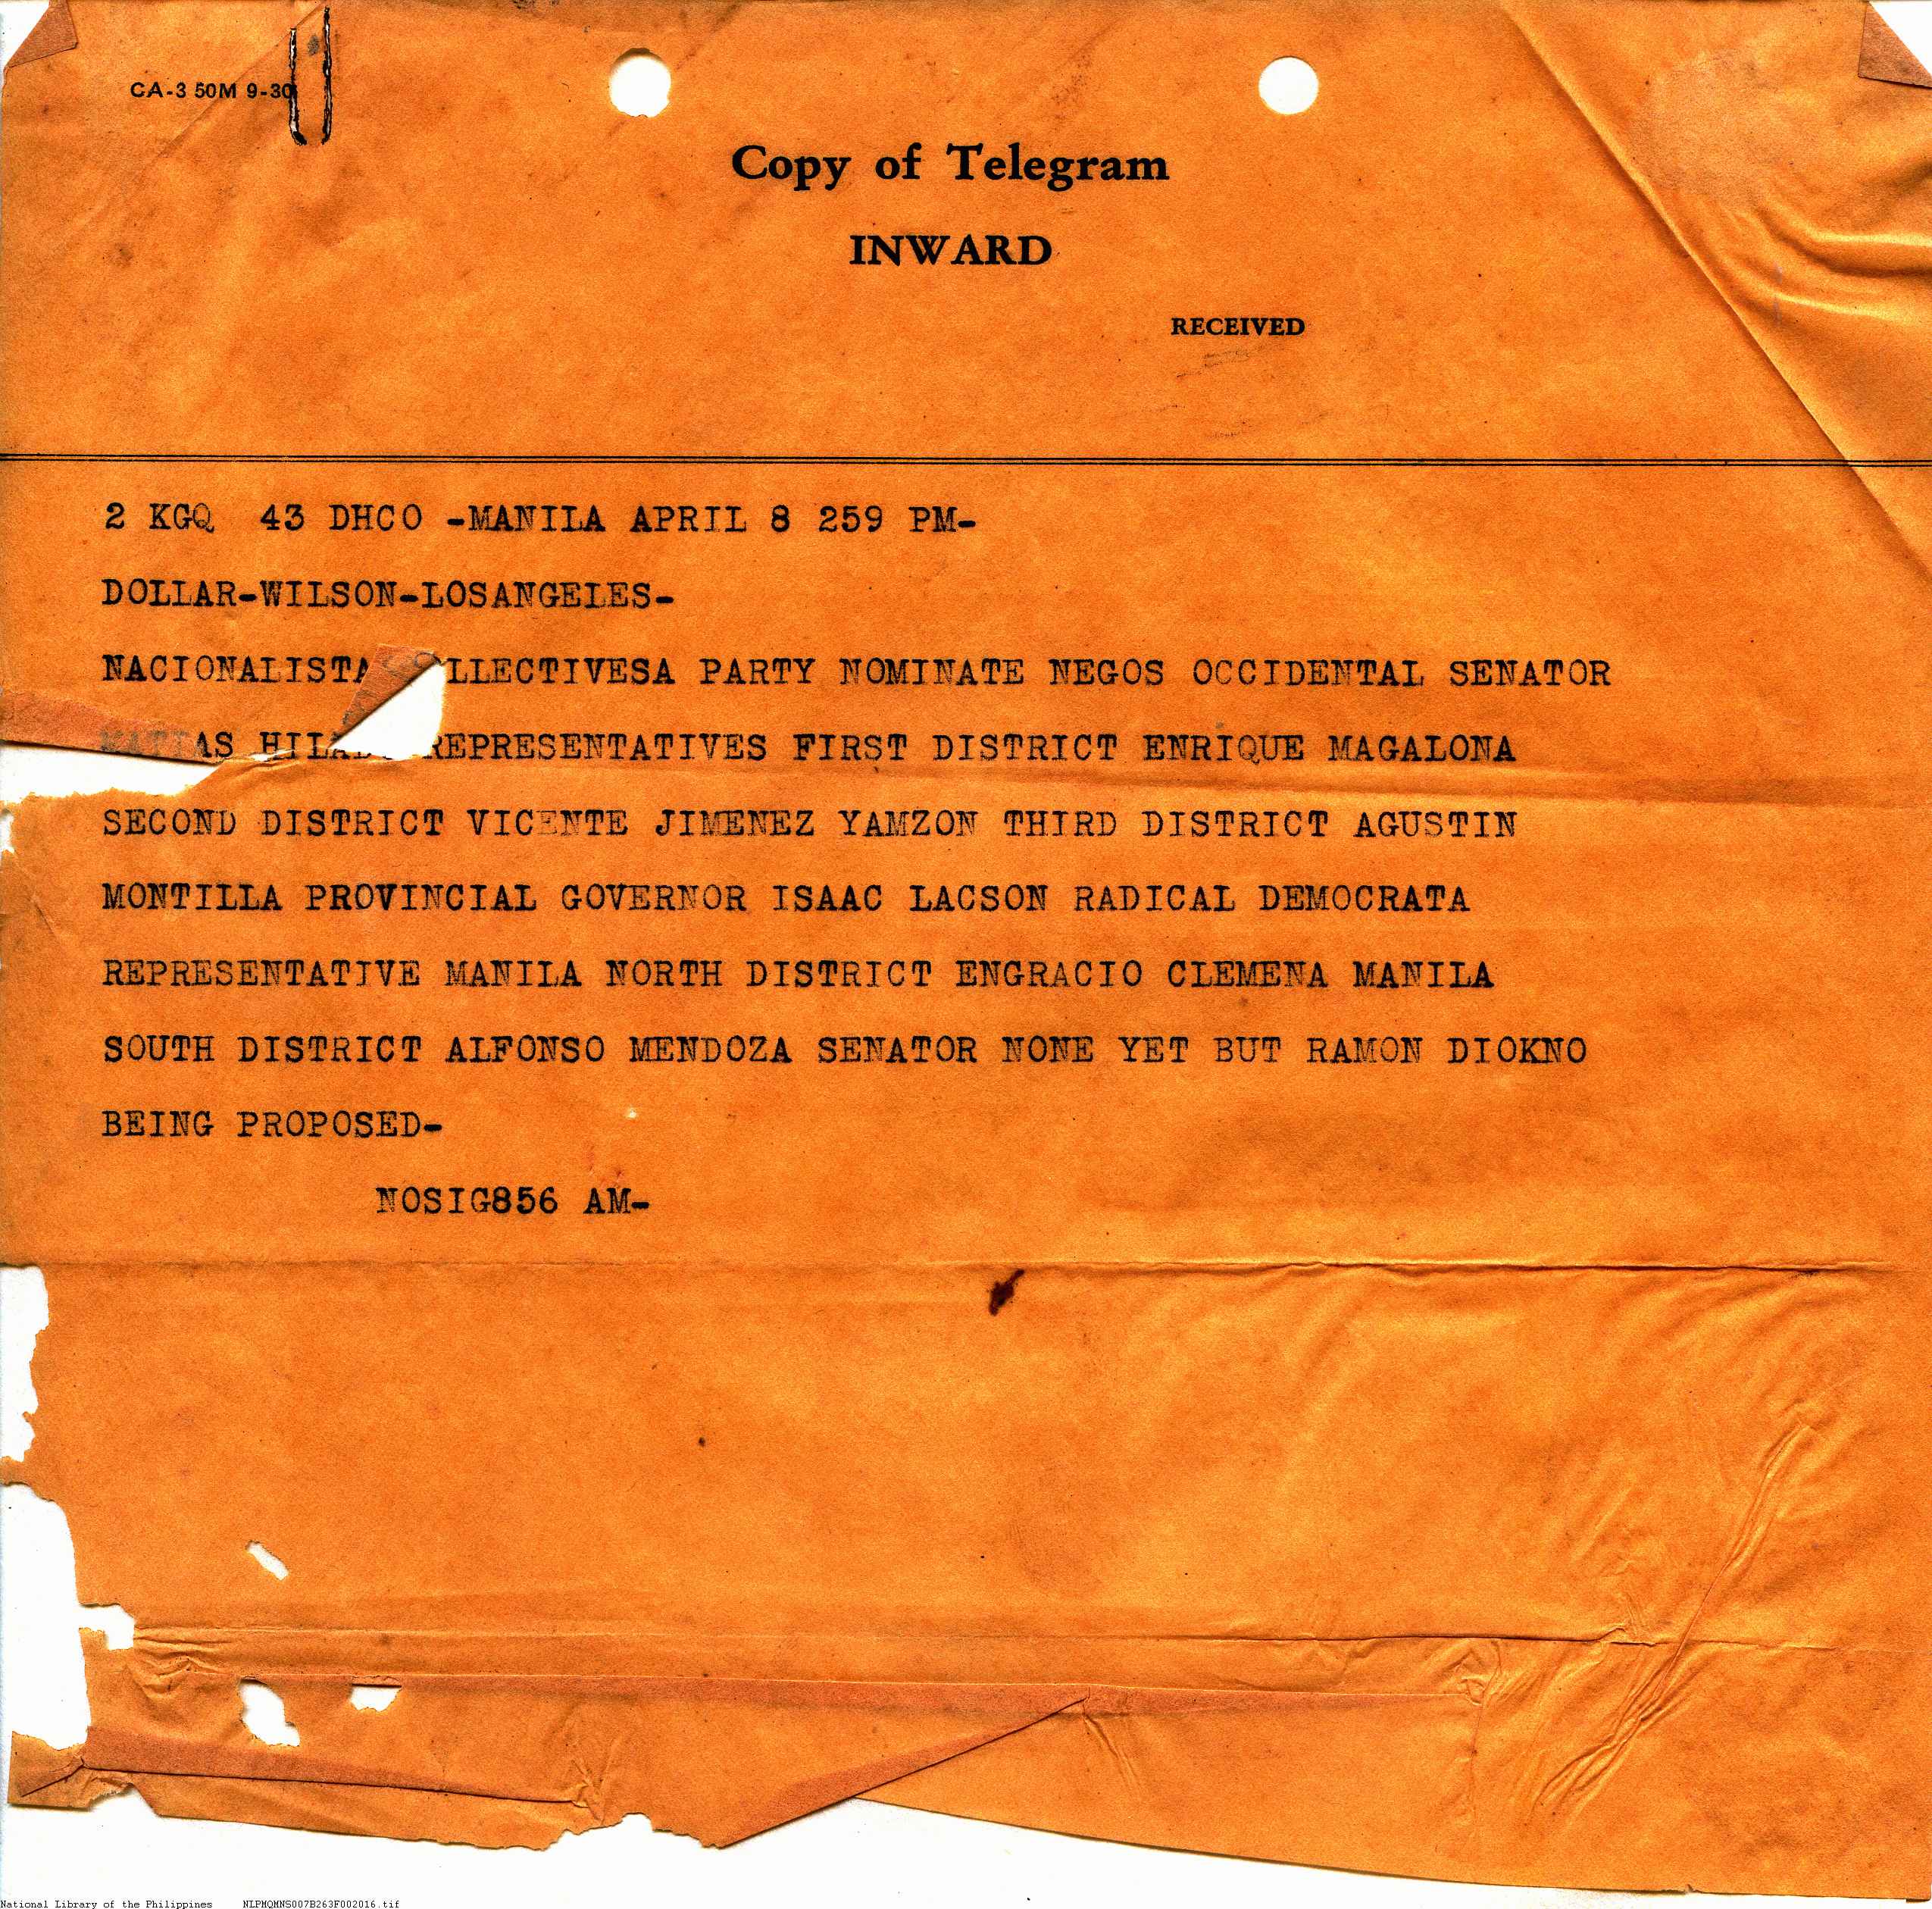 CA-3 50M 9-30
Copy of Telegram
INWARD
RECEIVED
2 KGQ 43 DHCO -MANILA APRIL 8 259 PM-
DOLLAR-WILSON-LOSANGELES-
NACIONALISTA LLECTIVESA PARTY NOMINATE NEGOS OCCIDENTAL SENATOR
MATIAS REPRESENTATIVES FIRST DISTRICT ENRIQUE MAGALONA
SECOND DISTRICT VICENTE JIMENEZ YAMZON THIRD DISTRICT AGUSTIN
MONTILLA PROVINCIAL GOVERNOR ISAAC LACSON RADICAL DEMOCRATA
REPRESENTATIVE MANILA NORTH DISTRICT ENGRACIO CLEMENA MANILA
SOUTH DISTRICT ALFONSO MENDOZA SENATOR NONE YET BUT RAMON DIOKNO
BEING PROPOSED-
NOSIG856 AM-
National Library of the Philippines NLPMQMNS007B263F002016.tif